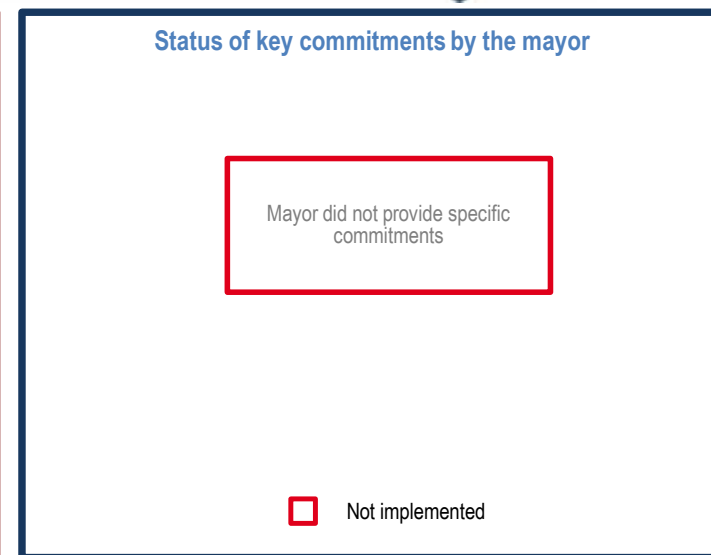 Status of key commitments by the mayor
Mayor did not provide specific
commitments
Not implemented